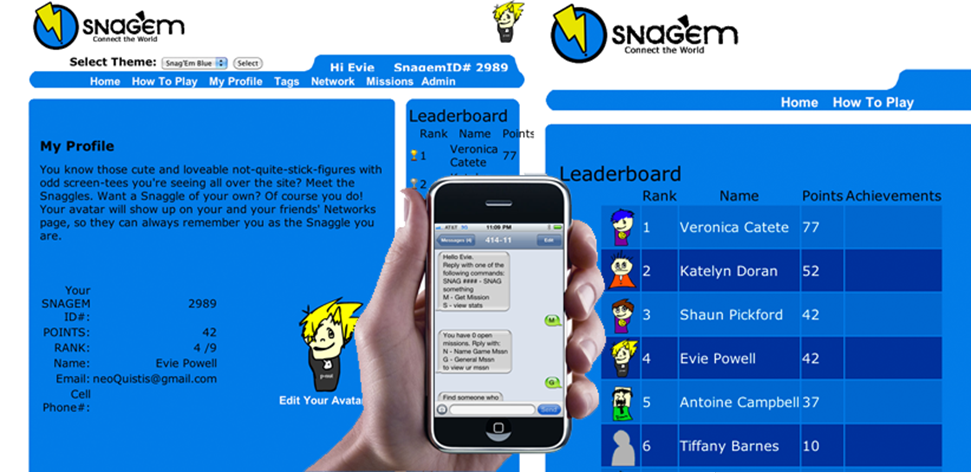 SNAGEM
Connect the World
Select Theme: Snag'Em Blue Select
Hi Evie SnagemID# 2989
Home How To Play My Profile Tags Network Missions Admin
My Profile
You know those cute and loveable not-quite-stick-figures with
odd screen-tees you're seeing all over the site? Meet the
Snaggles. Want a Snaggle of your own? Of course you do!
Your avatar will show up on your and your friends' Networks
page, so they can always remember you as the Snaggle you
are.
Your
SNAGEM 2989
ID#:
POINTS: 42
RANK: 4 /9
Name: Evie Powell
Email: neoQuistis@gmail.com
Cell
Phone#:
Edit Your Avata
Leaderboard
Rank Name Points
1 Veronica Catete 77
2
AT&T 3G 11:09 PM
Messages (4) 414-11 Edit
Hello Evie.
Reply with one of the
following commands:
SNAG #### - SNAG
something
M - Get Mission
S - view stats
M
You have 0 open
missions. Rply with:
N - Name Game Mssn
G - General Mssn
to view ur mssn
G
Find someone who
Send
SNAGEM
Connect the World
Home How To Play
Leaderboard
Rank Name Points Achievements
1 Veronica Catete 77
2 Katelyn Doran 52
3 Shaun Pickford 42
4 Evie Powell 42
5 Antoine Campbell 37
6 Tiffany Barnes 10